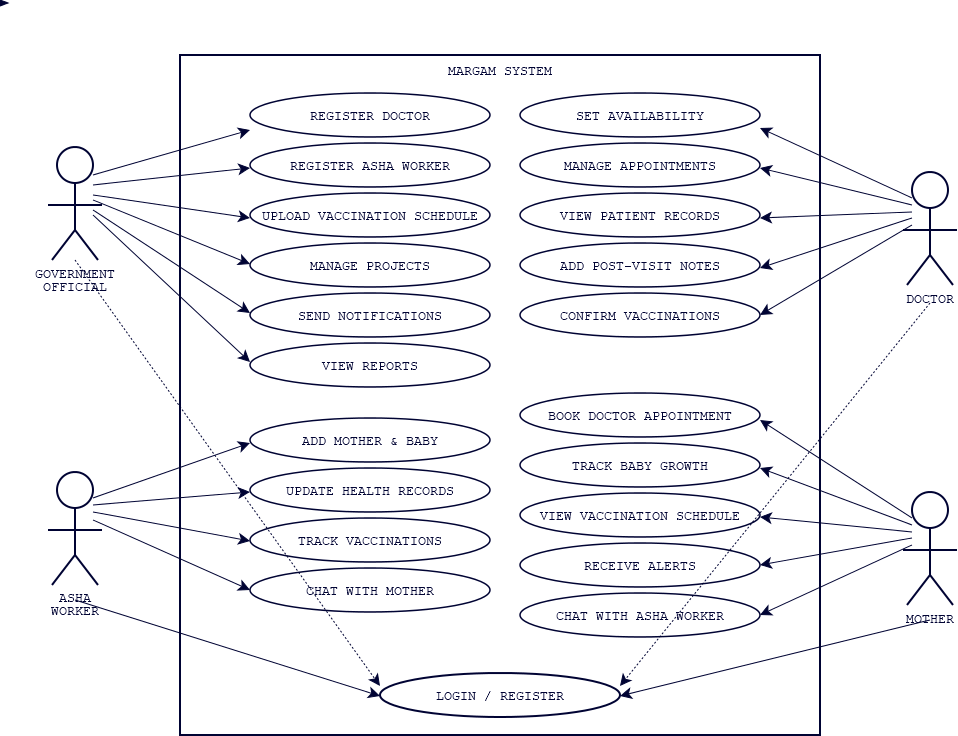 MARGAM SYSTEM
REGISTER DOCTOR
REGISTER ASHA WORKER
UPLOAD VACCINATION SCHEDULE
MANAGE PROJECTS
SEND NOTIFICATIONS
VIEW REPORTS
SET AVAILABILITY
MANAGE APPOINTMENTS
VIEW PATIENT RECORDS
ADD POST-VISIT NOTES
CONFIRM VACCINATIONS
GOVERNMENT
OFFICIAL
DOCTOR
ADD MOTHER & BABY
UPDATE HEALTH RECORDS
TRACK VACCINATIONS
CHAT WITH MOTHER
BOOK DOCTOR APPOINTMENT
TRACK BABY GROWTH
VIEW VACCINATION SCHEDULE
RECEIVE ALERTS
CHAT WITH ASHA WORKER
ASHA
WORKER
MOTHER
LOGIN / REGISTER